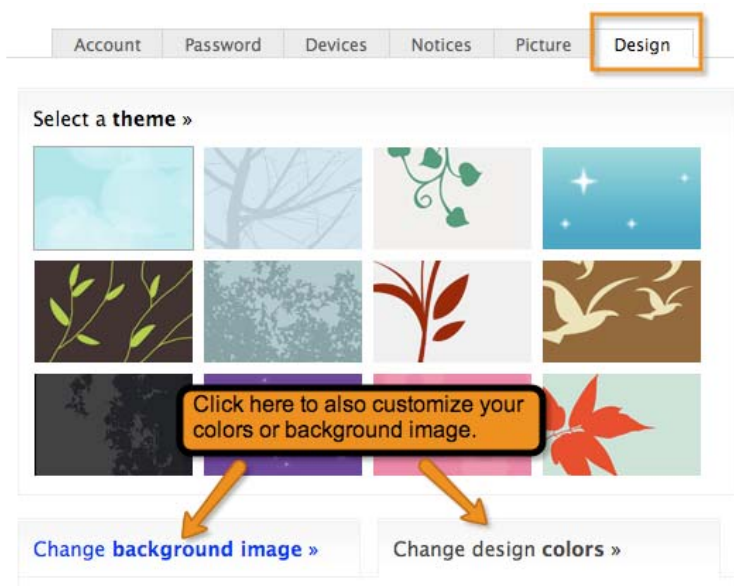 Account Password Devices Notices Picture Design
Select a theme »
Click here to also customize your
colors or background image.
Change background image » Change design colors »